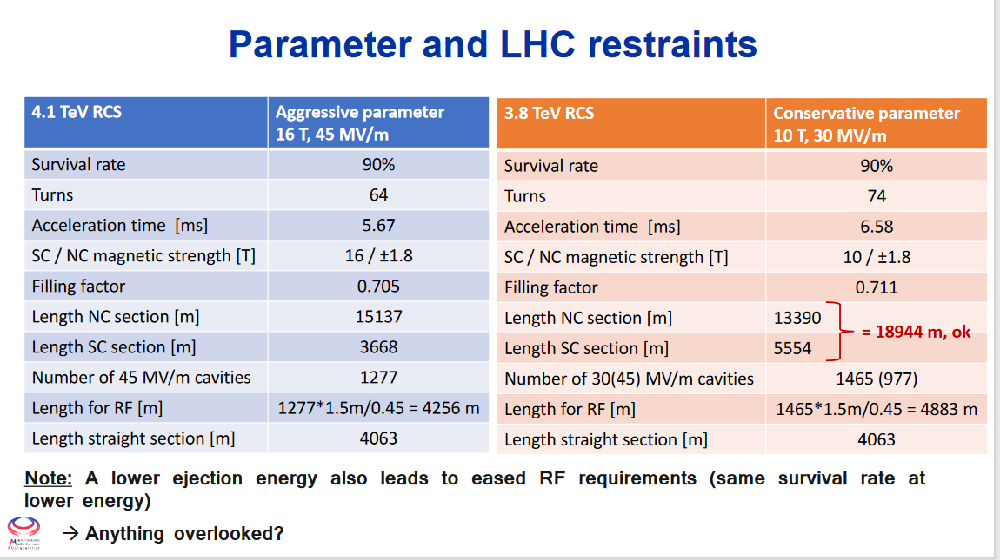 Parameter and LHC restraints
4.1 TeV RCS
Aggressive parameter
16 T, 45 MV/m
Survival rate 90%
Turns 64
Acceleration time [ms] 5.67
SC / NC magnetic strength [T] 16 / ±1.8
Filling factor 0.705
Length NC section [m] 15137
Length SC section [m] 3668
Number of 45 MV/m cavities 1277
Length for RF [m] 1277*1.5m/0.45 = 4256 m
Length straight section [m] 4063
3.8 TeV RCS
Conservative parameter
10 T, 30 MV/m
Survival rate 90%
Turns 74
Acceleration time [ms] 6.58
SC / NC magnetic strength [T] 10 / ±1.8
Filling factor 0.711
Length NC section [m] 13390
Length SC section [m] 5554
= 18944 m, ok
Number of 30(45) MV/m cavities 1465 (977)
Length for RF [m] 1465*1.5m/0.45 = 4883 m
Length straight section [m] 4063
Note: A lower ejection energy also leads to eased RF requirements (same survival rate at
lower energy)
→ Anything overlooked?
International
Collaboration